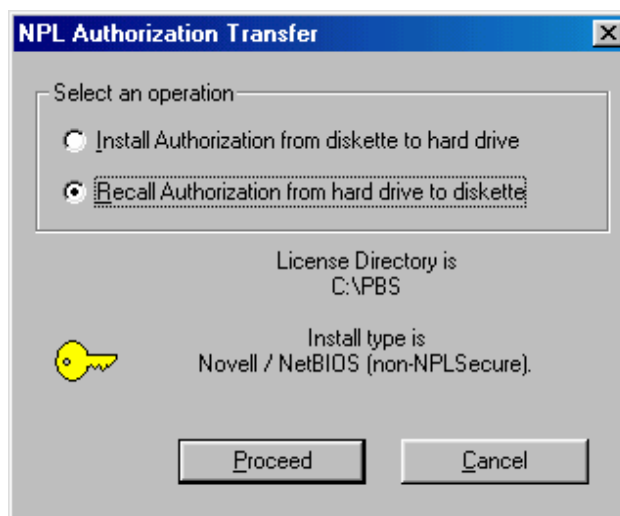 NPL Authorization Transfer
Select an operation
Install Authorization from diskette to hard drive
Recall Authorization from hard drive to diskette
License Directory is
C:\PBS
Install type is
Novell / NetBIOS (non-NPLSecure).
Proceed
Cancel